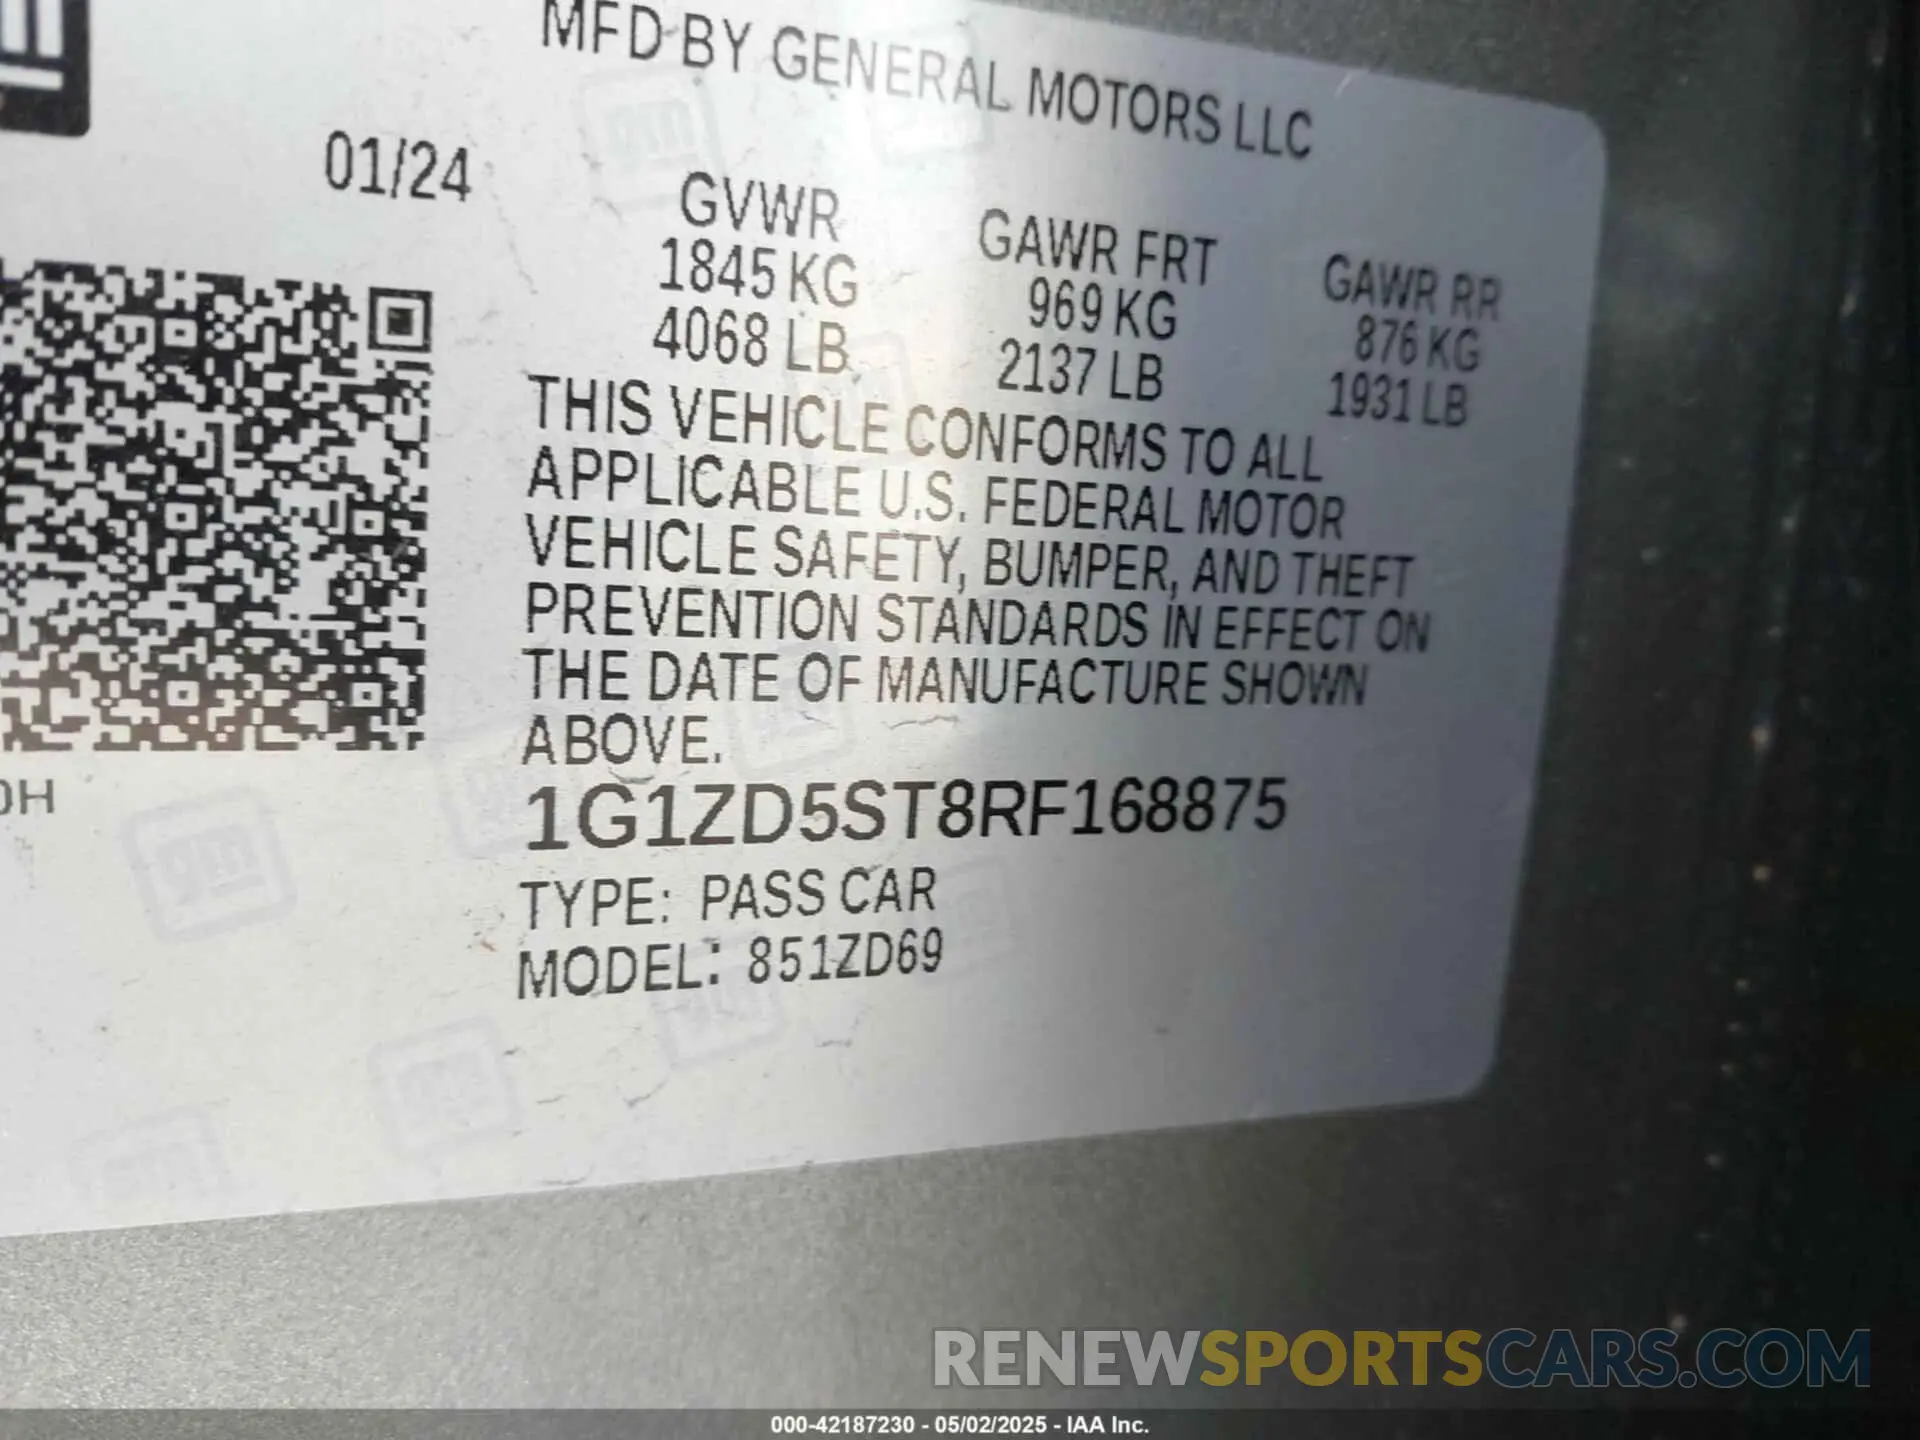 MFD BY GENERAL MOTORS LLC
01/24
GVWR GAWR FRT GAWR RR
1845 KG 969 KG 876 KG
4068 LB 2137 LB 1931 LB
THIS VEHICLE CONFORMS TO ALL
APPLICABLE U.S. FEDERAL MOTOR
VEHICLE SAFETY, BUMPER, AND THEFT
PREVENTION STANDARDS IN EFFECT ON
THE DATE OF MANUFACTURE SHOWN
ABOVE.
1G1ZD5ST8RF168875
TYPE: PASS CAR
MODEL: 851ZD69
gm
RENEWSPORTSCARS.COM
000-42187230 - 05/02/2025 - IAA Inc.